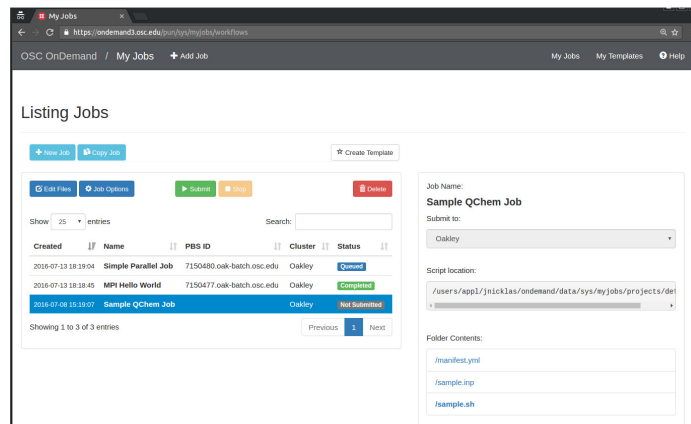 My Jobs ×
https://ondemand3.osc.edu/pun/sys/myjobs/workflows
OSC OnDemand / My Jobs + Add Job My Jobs My Templates Help
Listing Jobs
+ New Job Copy Job Create Template
Edit Files Job Options Submit Stop Delete
Show 25 entries Search:
Created Name PBS ID Cluster Status
2016-07-13 18:19:04 Simple Parallel Job 7150480.oak-batch.osc.edu Oakley Queued
2016-07-13 18:18:45 MPI Hello World 7150477.oak-batch.osc.edu Oakley Completed
2016-07-08 15:19:07 Sample QChem Job Oakley Not Submitted
Showing 1 to 3 of 3 entries Previous 1 Next
Job Name:
Sample QChem Job
Submit to:
Oakley
Script location:
/users/appl/jnicklas/ondemand/data/sys/myjobs/projects/def
Folder Contents:
/manifest.yml
/sample.inp
/sample.sh